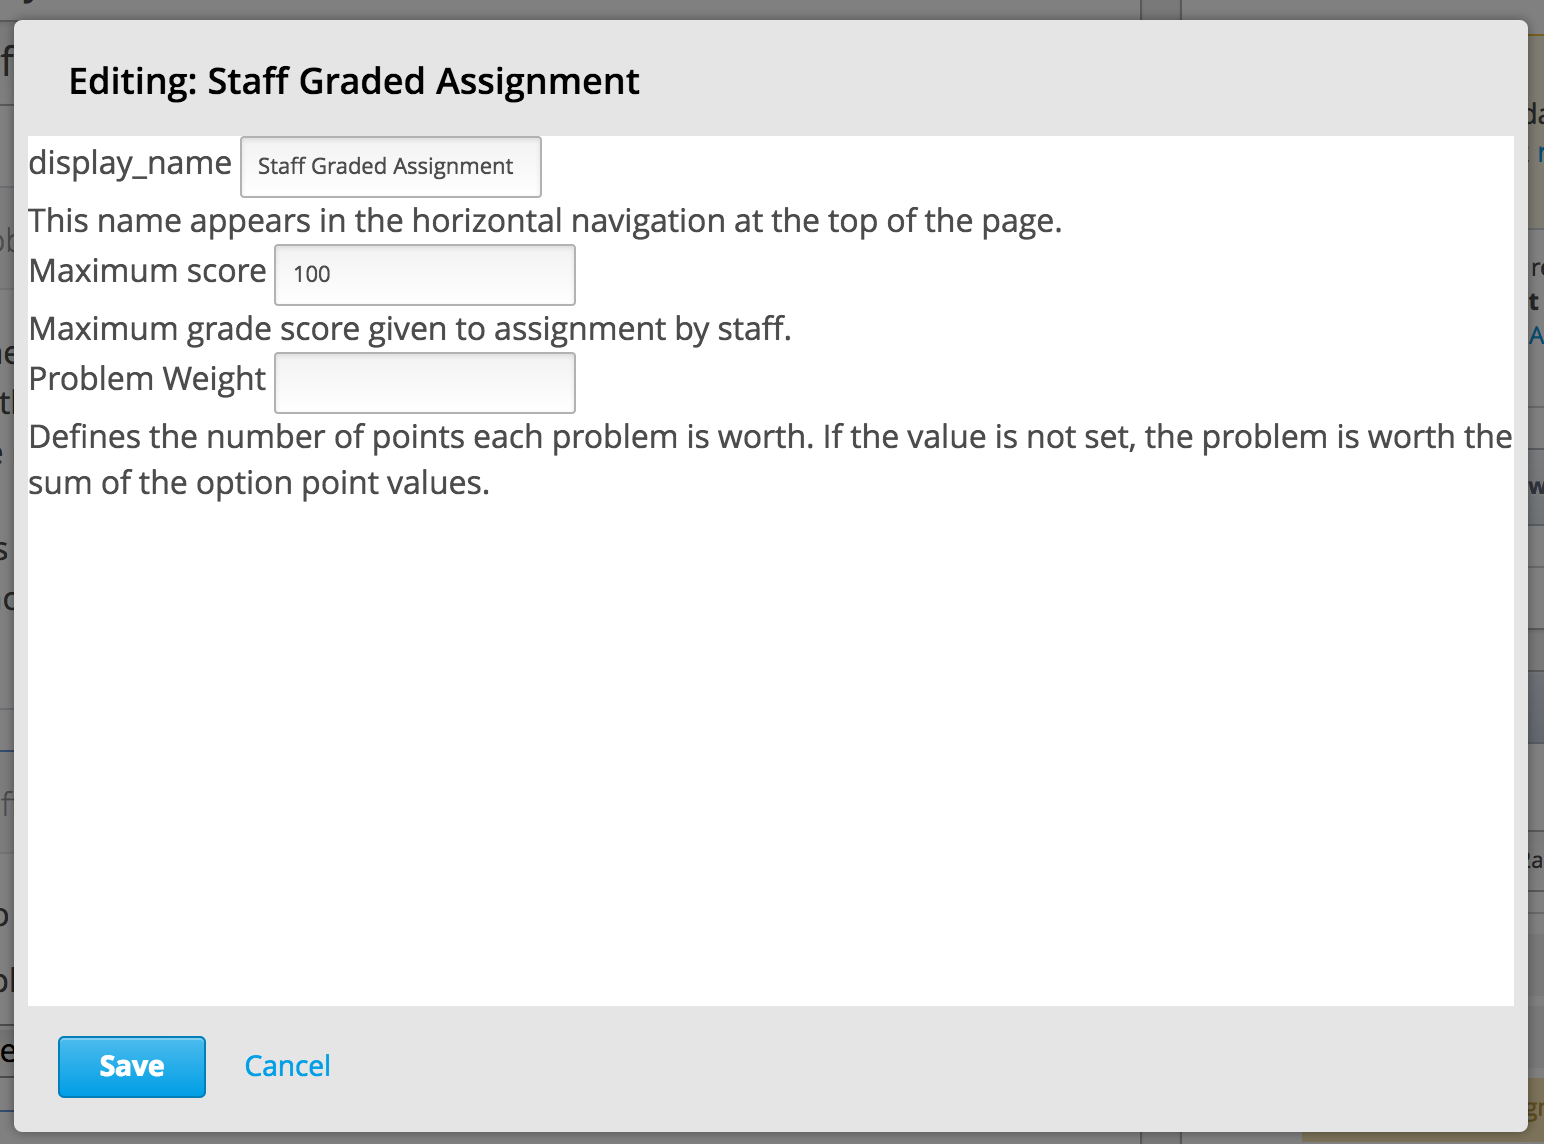 Editing: Staff Graded Assignment
display_name Staff Graded Assignment
This name appears in the horizontal navigation at the top of the page.
Maximum score 100
Maximum grade score given to assignment by staff.
Problem Weight
Defines the number of points each problem is worth. If the value is not set, the problem is worth the
sum of the option point values.
Save Cancel